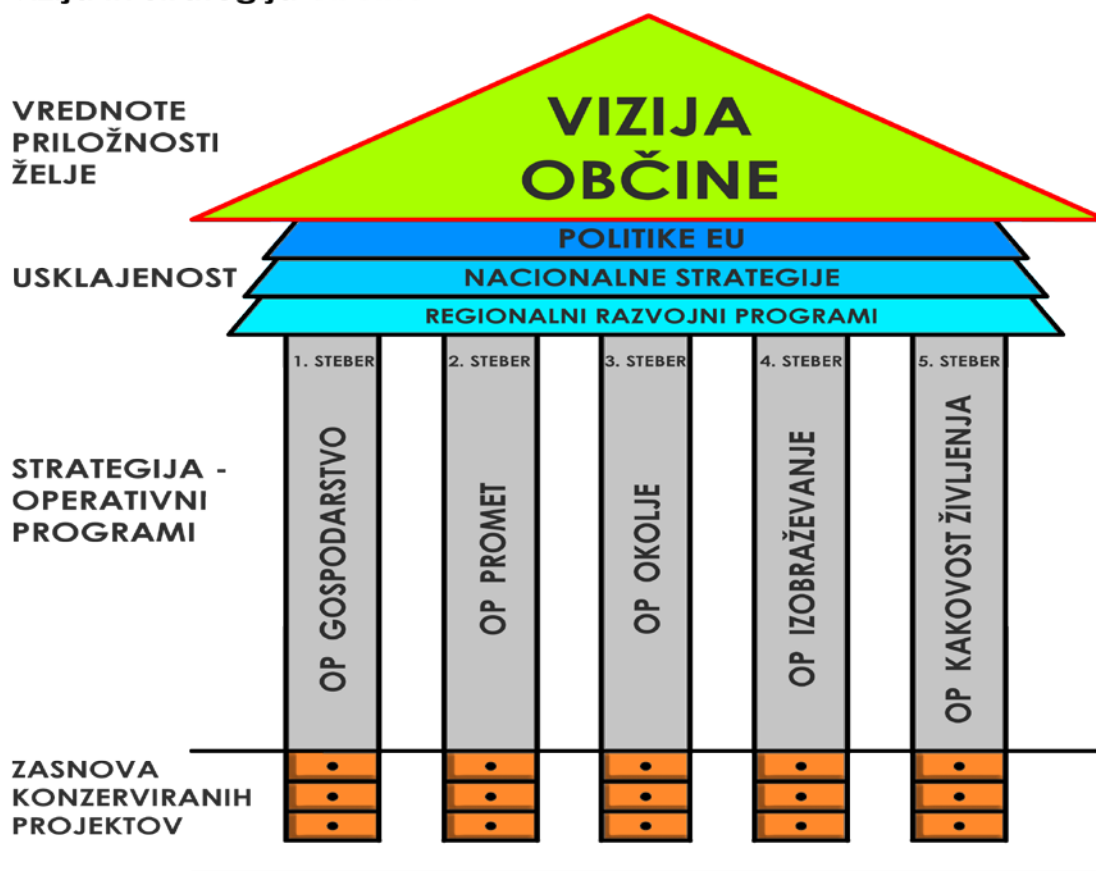 VREDNOTE
PRILOŽNOSTI
ŽELJE
VIZIJA
OBČINE
POLITIKE EU
USKLAJENOST
NACIONALNE STRATEGIJE
REGIONALNI RAZVOJNI PROGRAMI
1. STEBER
2. STEBER
3. STEBER
4. STEBER
5. STEBER
STRATEGIJA -
OPERATIVNI
PROGRAMI
OP GOSPODARSTVO
OP PROMET
OP OKOLJE
OP IZOBRAŽEVANJE
OP KAKOVOST ŽIVLJENJA
ZASNOVA
KONZERVIRANIH
PROJEKTOV